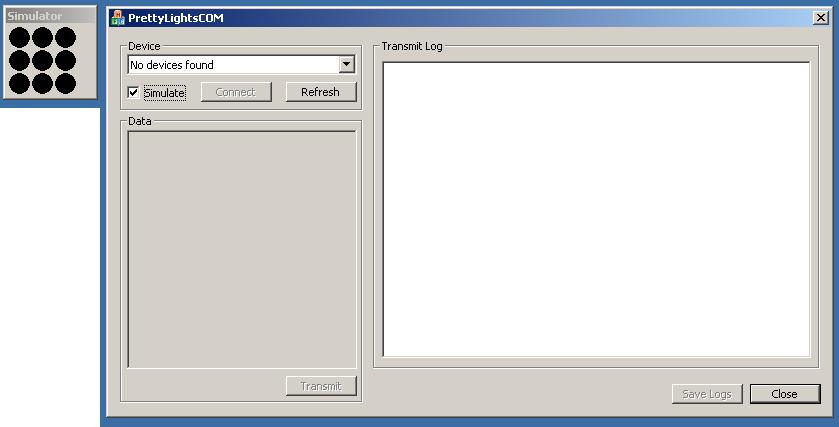 Simulator
PrettyLightsCOM
Device
No devices found
Simulate
Connect
Refresh
Data
Transmit
Transmit Log
Save Logs
Close